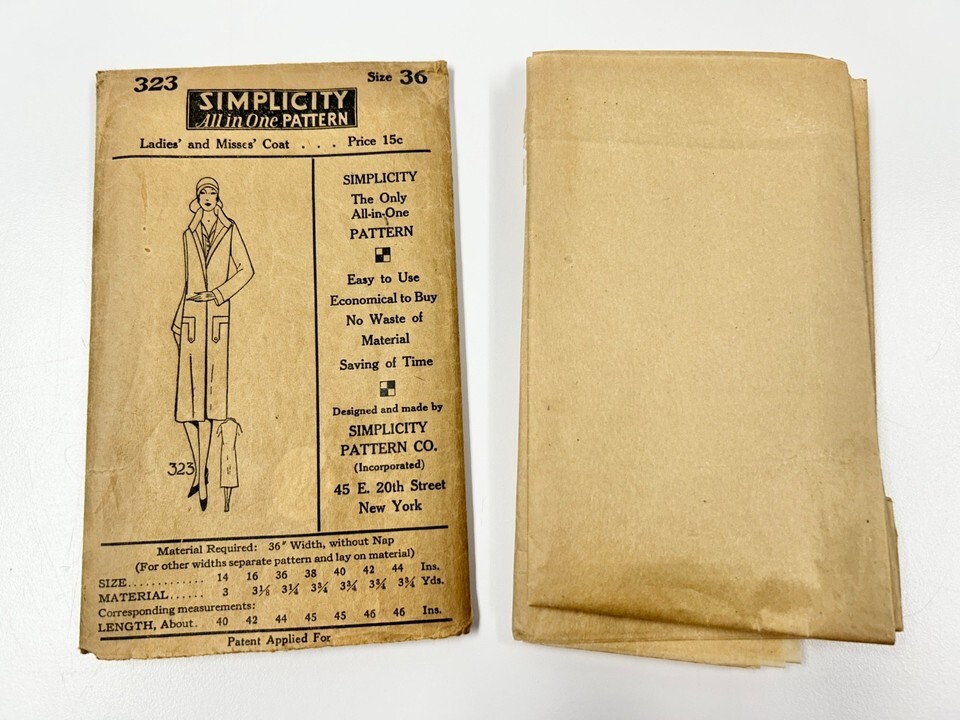 323
Size 36
SIMPLICITY
All in One PATTERN
Ladies' and Misses' Coat . . . Price 15c
323
SIMPLICITY
The Only
All-in-One
PATTERN
Easy to Use
Economical to Buy
No Waste of
Material
Saving of Time
Designed and made by
SIMPLICITY
PATTERN CO.
(Incorporated)
45 E. 20th Street
New York
Material Required: 36" Width, without Nap
(For other widths separate pattern and lay on material)
SIZE............. 14 16 36 38 40 42 44 Ins.
MATERIAL...... 3 3⅛ 3¼ 3¾ 3¾ 3¾ 3¾ Yds.
Corresponding measurements:
LENGTH, About. 40 42 44 45 45 46 46 Ins.
Patent Applied For